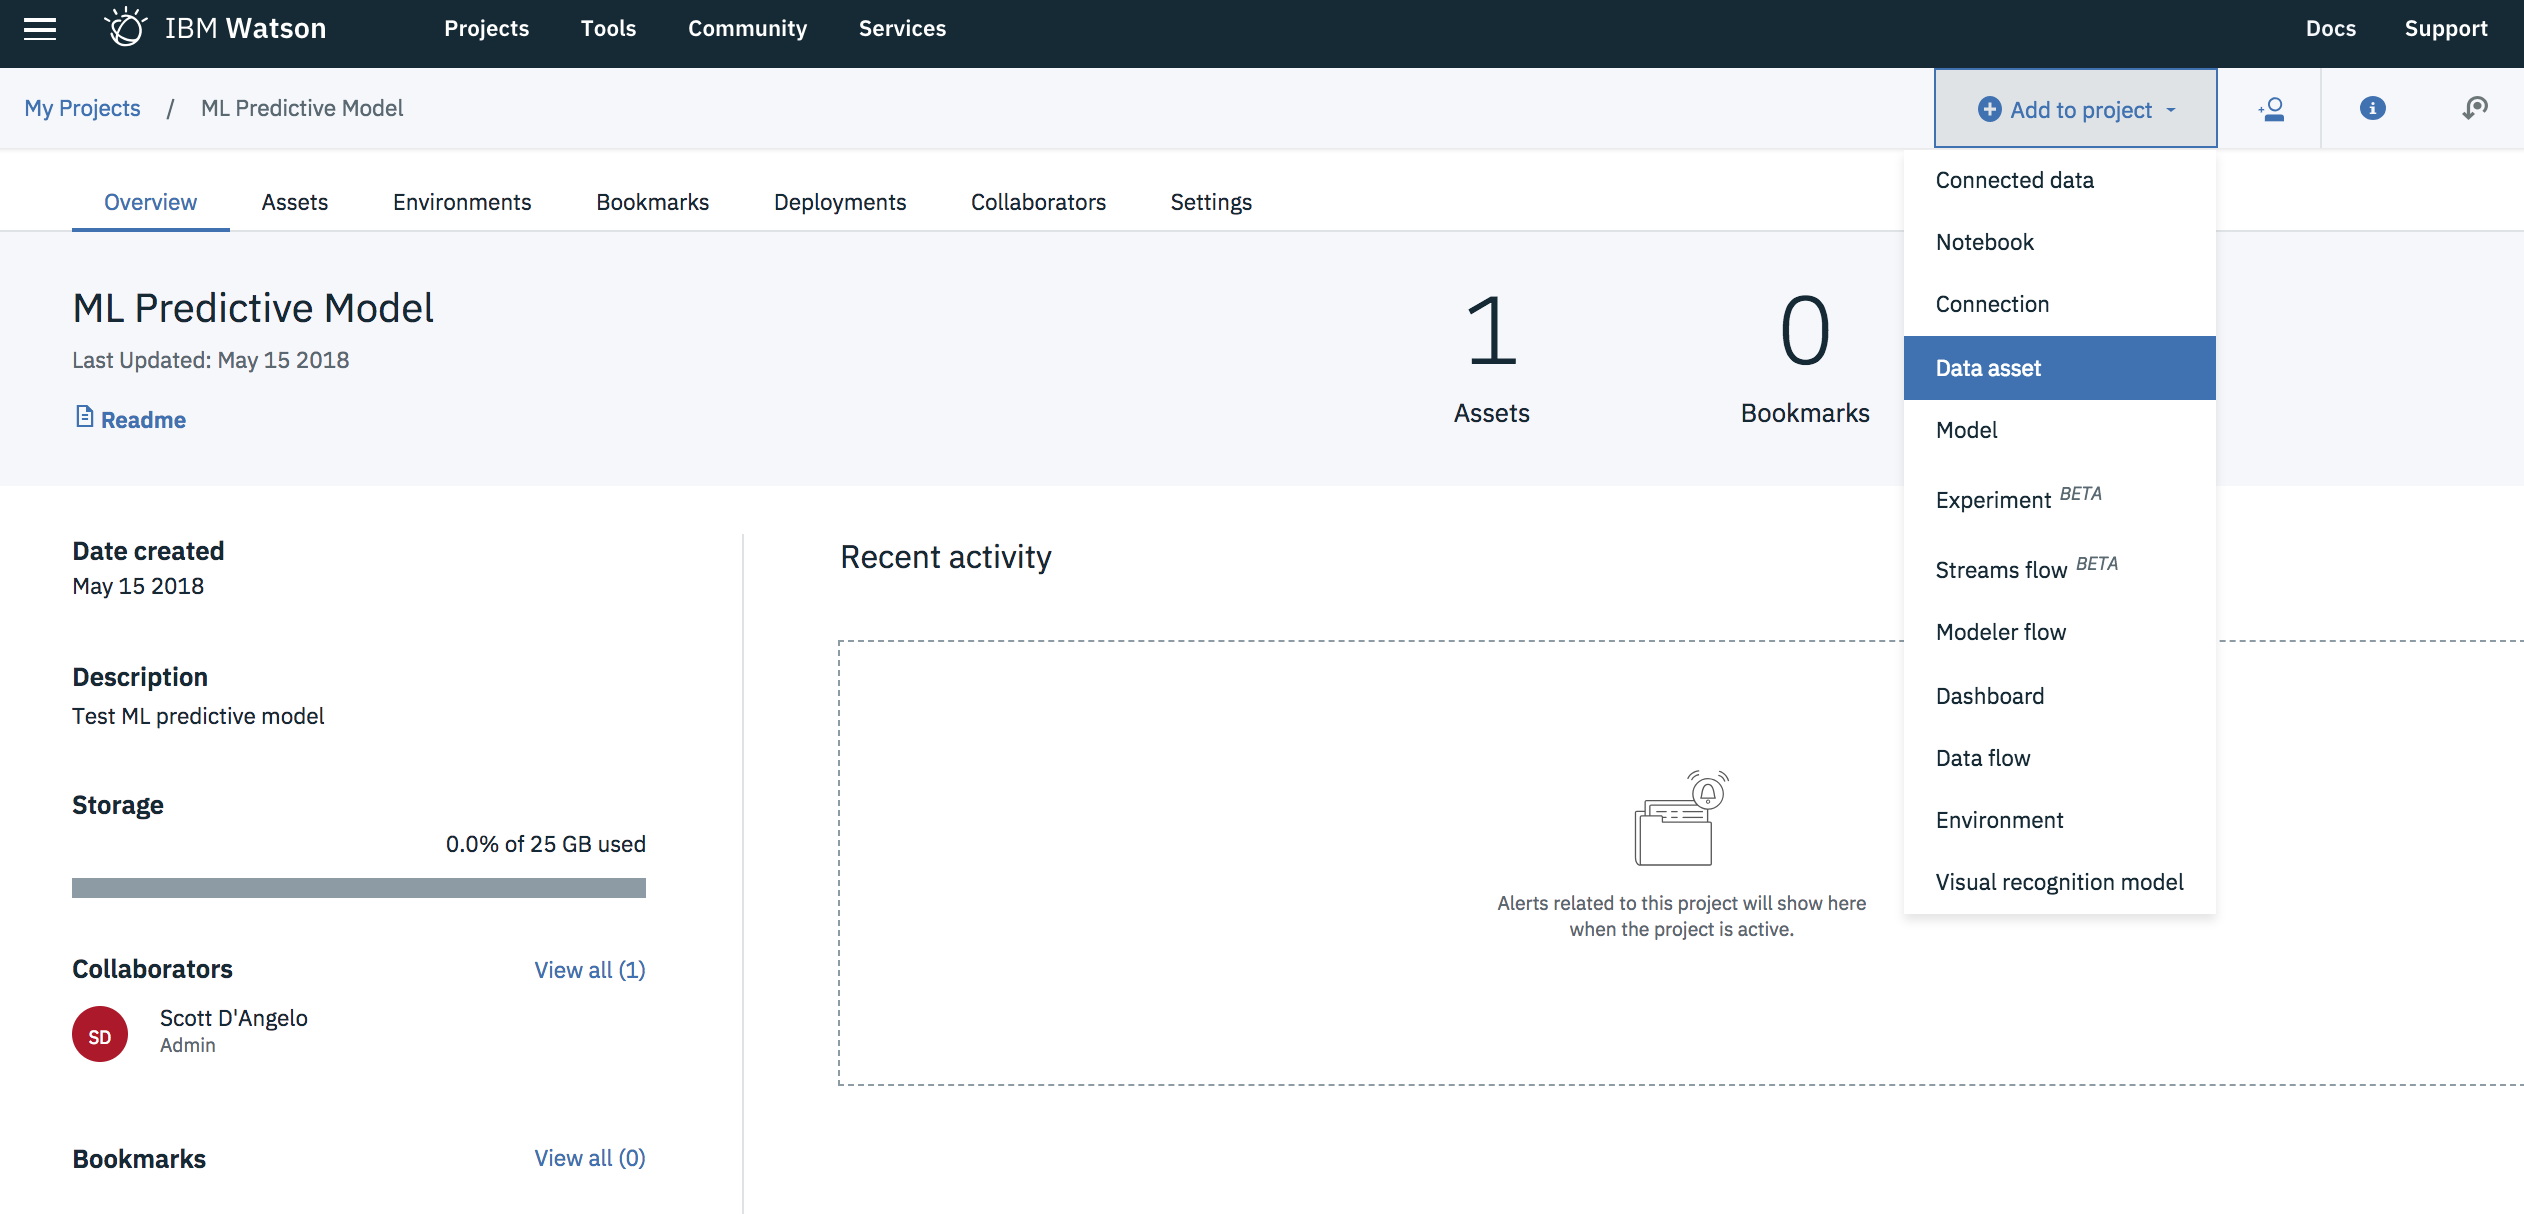 IBM Watson Projects Tools Community Services Docs Support
My Projects / ML Predictive Model Add to project
Overview Assets Environments Bookmarks Deployments Collaborators Settings
ML Predictive Model
Last Updated: May 15 2018
Readme
1 0
Assets Bookmarks
Connected data
Notebook
Connection
Data asset
Model
Experiment BETA
Streams flow BETA
Modeler flow
Dashboard
Data flow
Environment
Visual recognition model
Date created
May 15 2018
Description
Test ML predictive model
Storage
0.0% of 25 GB used
Collaborators View all (1)
SD
Scott D'Angelo
Admin
Bookmarks View all (0)
Recent activity
Alerts related to this project will show here
when the project is active.